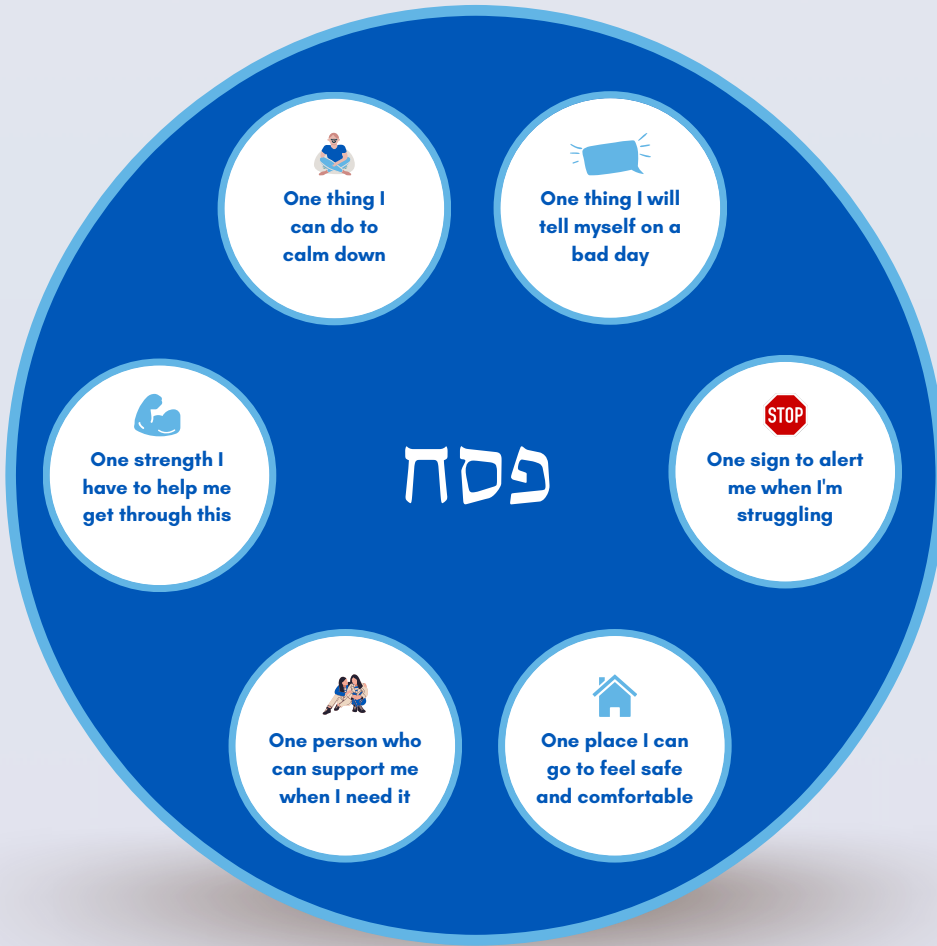 One thing I
can do to
calm down
One thing I will
tell myself on a
bad day
One strength I
have to help me
get through this
פסח
STOP
One sign to alert
me when I'm
struggling
One person who
can support me
when I need it
One place I can
go to feel safe
and comfortable